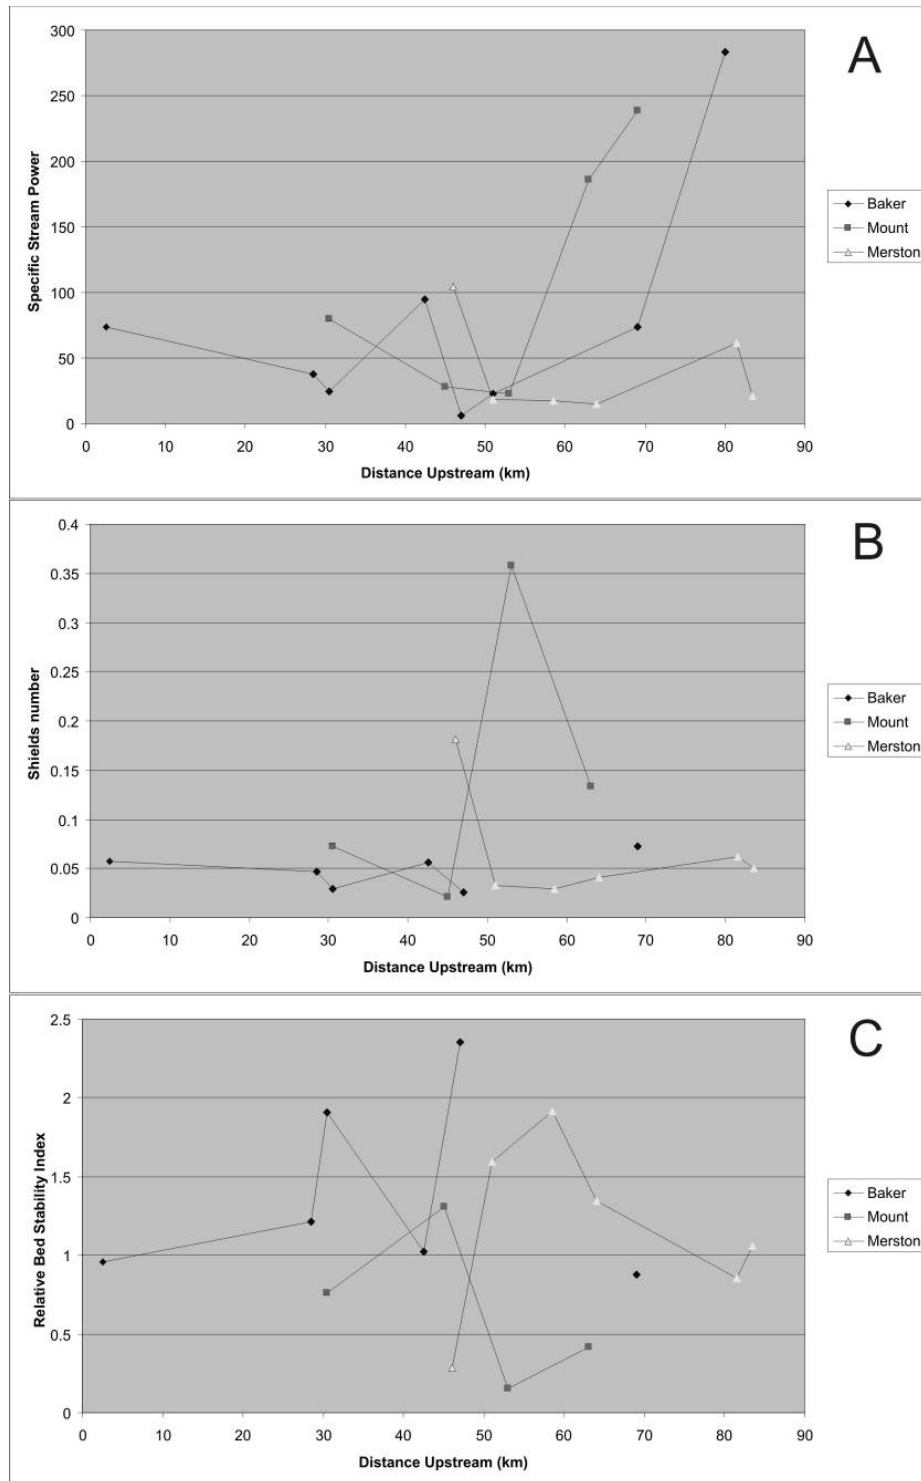 A
300
250
200
150
100
50
0
Specific Stream Power
0 10 20 30 40 50 60 70 80 90
Distance Upstream (km)
Baker
Mount
Merston
B
0.4
0.35
0.3
0.25
0.2
0.15
0.1
0.05
0
Shields number
0 10 20 30 40 50 60 70 80 90
Distance Upstream (km)
Baker
Mount
Merston
C
2.5
2
1.5
1
0.5
0
Relative Bed Stability Index
0 10 20 30 40 50 60 70 80 90
Distance Upstream (km)
Baker
Mount
Merston